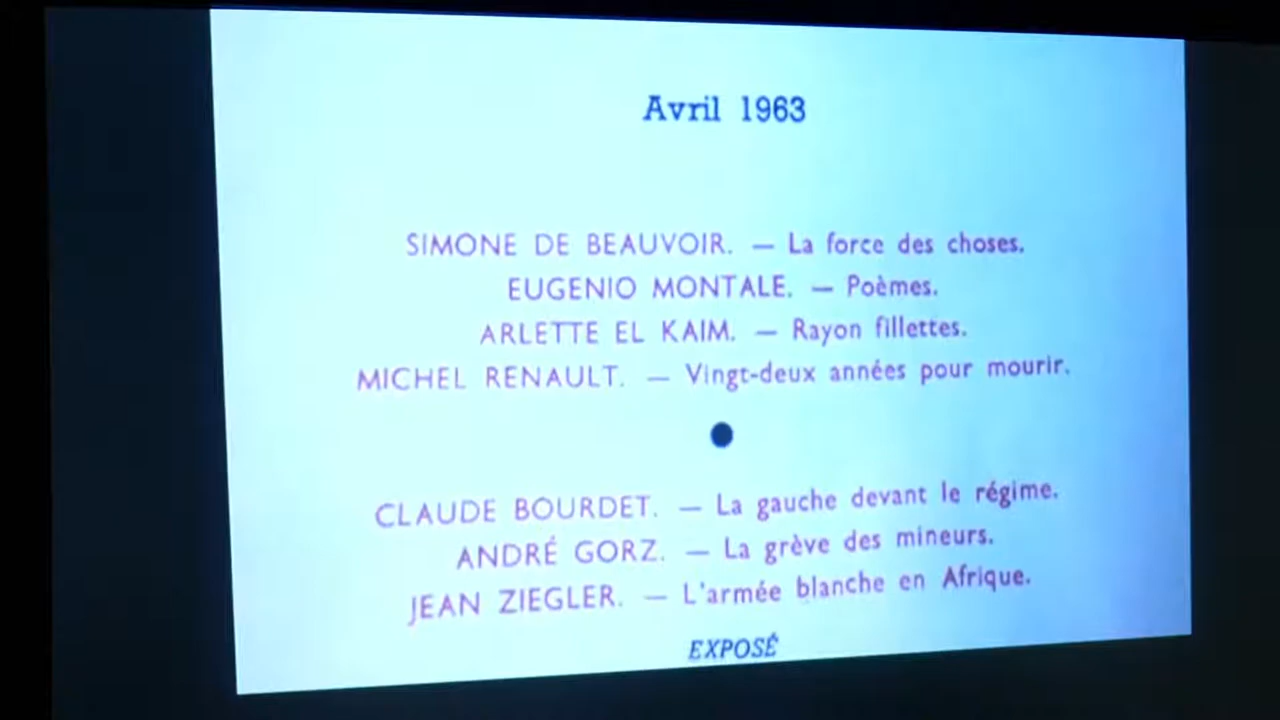 Avril 1963
SIMONE DE BEAUVOIR. — La force des choses.
EUGENIO MONTALE. — Poèmes.
ARLETTE EL KAIM. — Rayon fillettes.
MICHEL RENAULT. — Vingt-deux années pour mourir.
CLAUDE BOURDET. — La gauche devant le régime.
ANDRÉ GORZ. — La grève des mineurs.
JEAN ZIEGLER. — L'armée blanche en Afrique.
EXPOSÉ